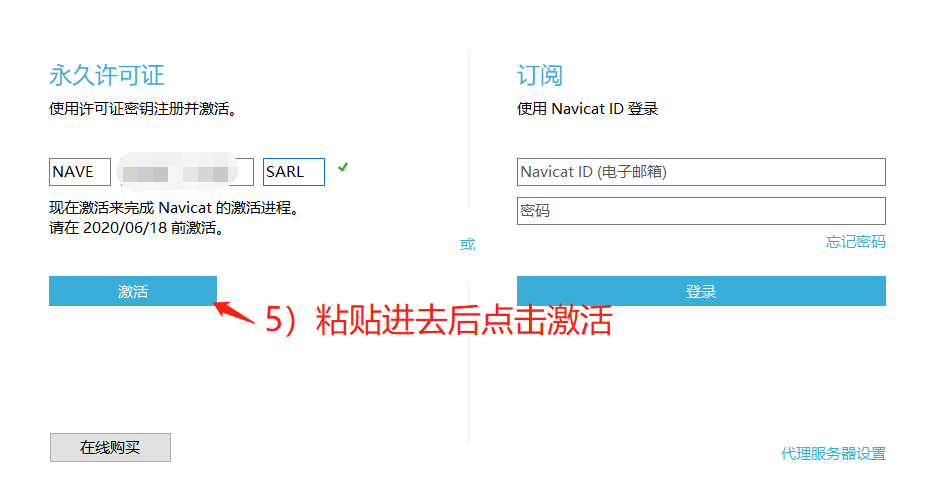 永久许可证
使用许可证密钥注册并激活。
NAVE
SARL
现在激活来完成 Navicat 的激活进程。
请在 2020/06/18 前激活。
激活
5）粘贴进去后点击激活
在线购买
或
订阅
使用 Navicat ID 登录
Navicat ID (电子邮箱)
密码
忘记密码
登录
代理服务器设置